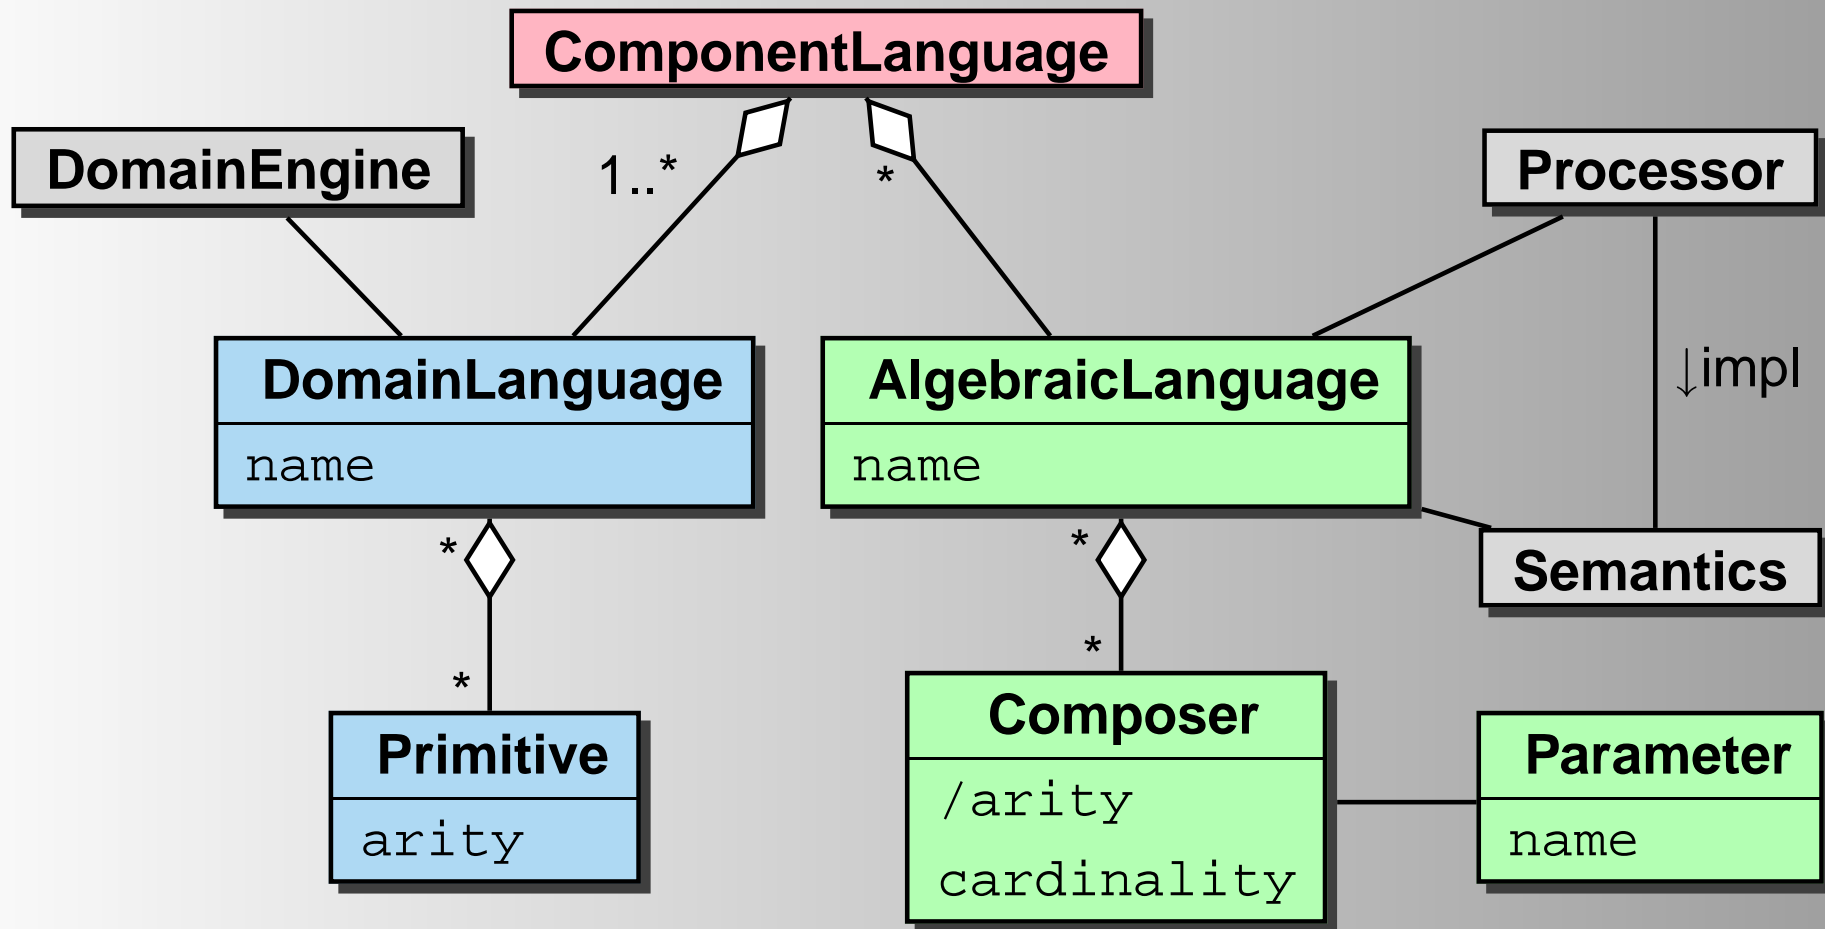 ComponentLanguage
DomainEngine
1..*
*
Processor
DomainLanguage
name
AlgebraicLanguage
name
↓impl
*
*
Semantics
*
*
Primitive
arity
Composer
/arity
cardinality
Parameter
name